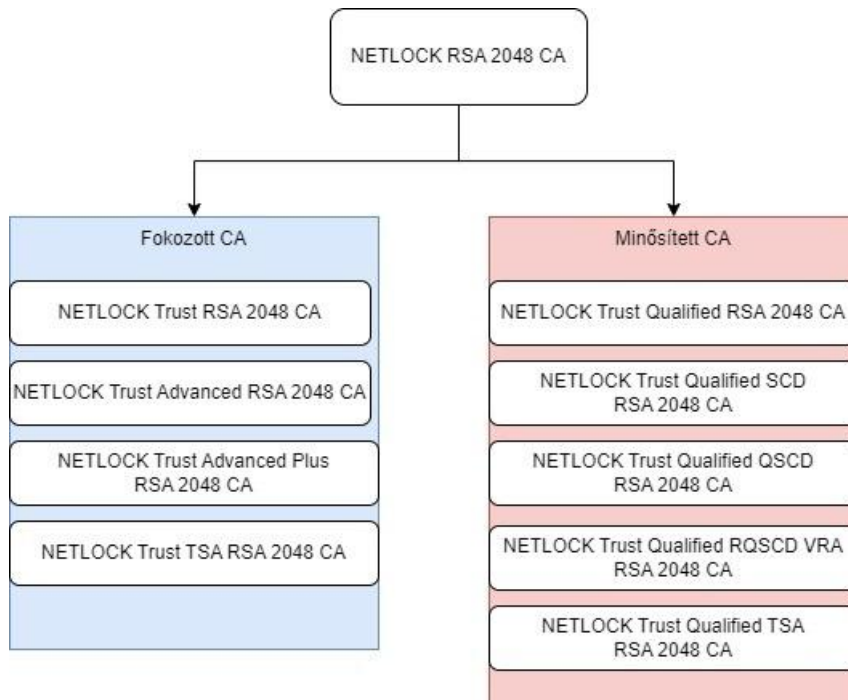 NETLOCK RSA 2048 CA
Fokozott CA
NETLOCK Trust RSA 2048 CA
NETLOCK Trust Advanced RSA 2048 CA
NETLOCK Trust Advanced Plus
RSA 2048 CA
NETLOCK Trust TSA RSA 2048 CA
Minősített CA
NETLOCK Trust Qualified RSA 2048 CA
NETLOCK Trust Qualified SCD
RSA 2048 CA
NETLOCK Trust Qualified QSCD
RSA 2048 CA
NETLOCK Trust Qualified RQSCD VRA
RSA 2048 CA
NETLOCK Trust Qualified TSA
RSA 2048 CA